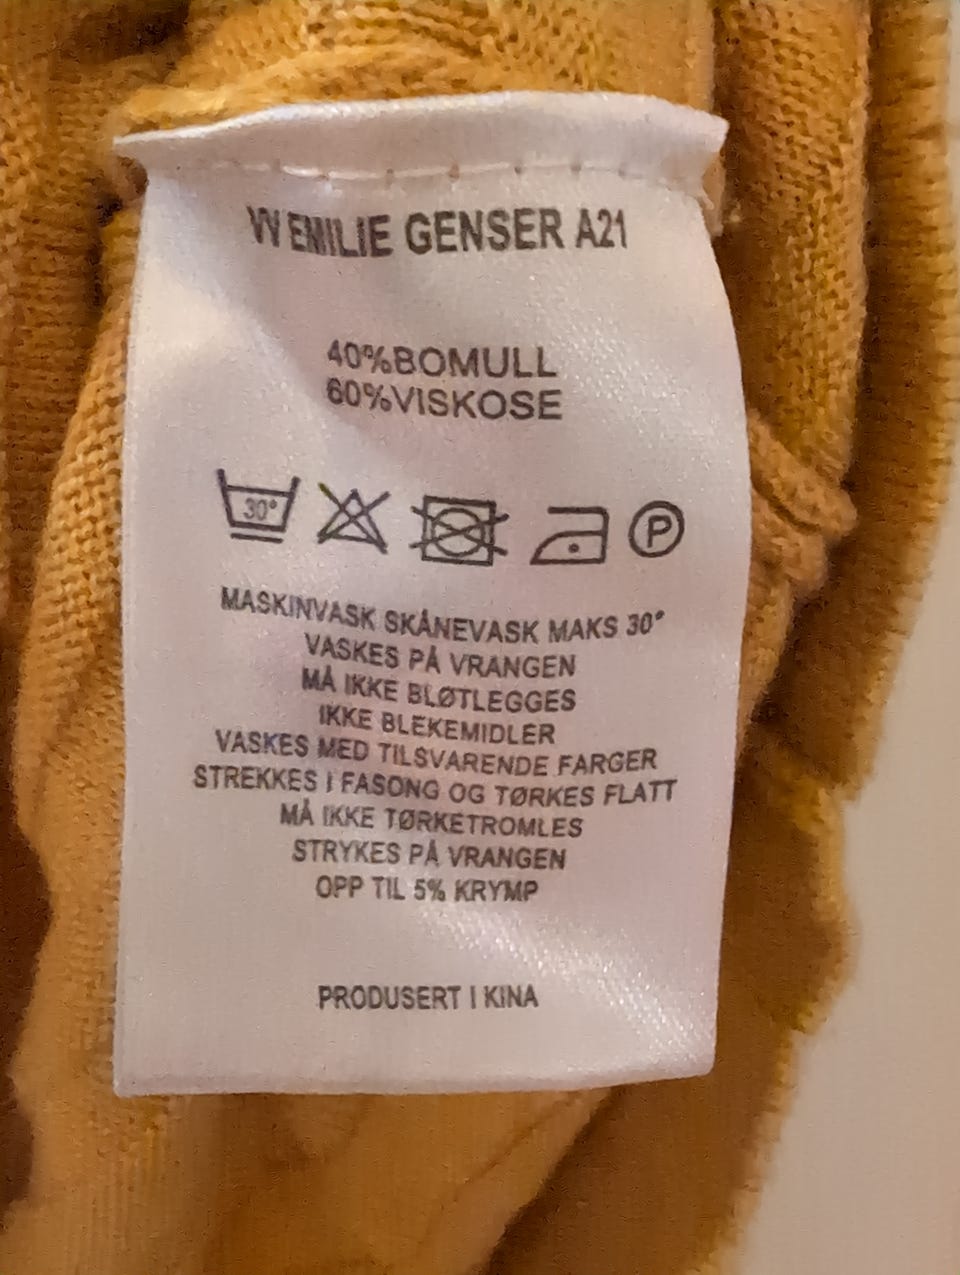 W EMILIE GENSER A21
40%BOMULL
60%VISKOSE
30°
P
MASKINVASK SKÅNEVASK MAKS 30°
VASKES PÅ VRANGEN
MÅ IKKE BLØTLEGGES
IKKE BLEKEMIDLER
VASKES MED TILSVARENDE FARGER
STREKKES I FASONG OG TØRKES FLATT
MÅ IKKE TØRKETROMLES
STRYKES PÅ VRANGEN
OPP TIL 5% KRYMP
PRODUSERT I KINA